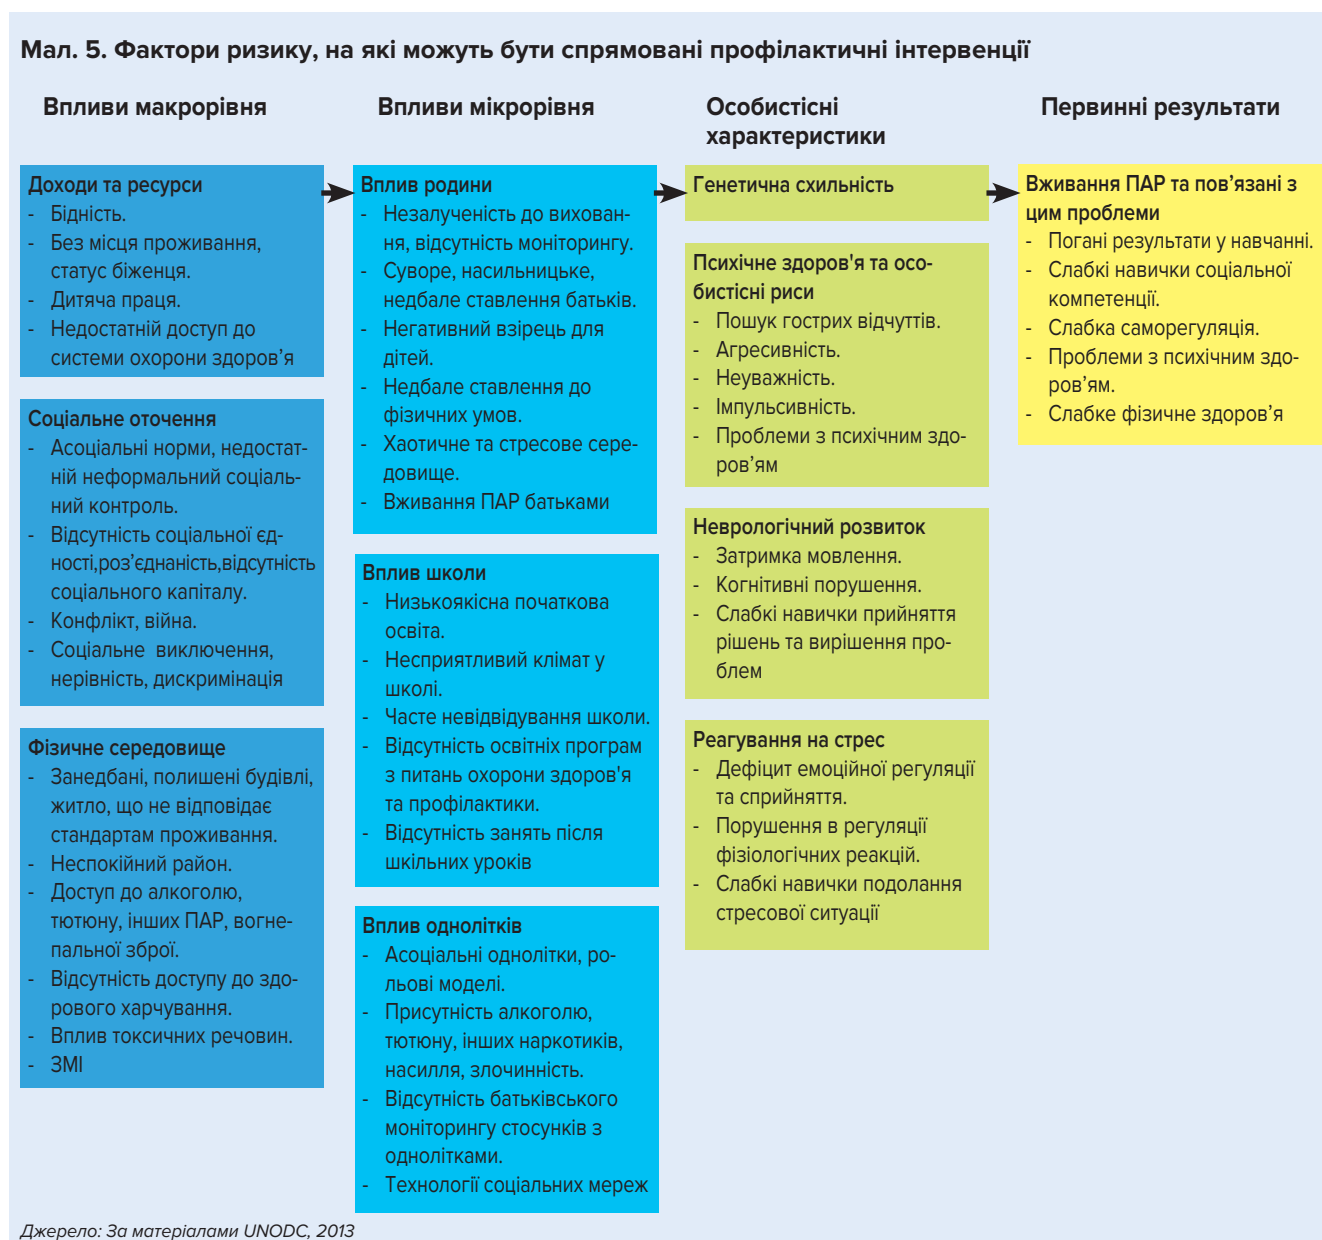 Мал. 5. Фактори ризику, на які можуть бути спрямовані профілактичні інтервенції
Впливи макрорівня
Доходи та ресурси
- Бідність.
- Без місця проживання,
статус біженця.
- Дитяча праця.
- Недостатній доступ до
системи охорони здоров’я
Соціальне оточення
- Асоціальні норми, недостат-
ній неформальний соціаль-
ний контроль.
- Відсутність соціальної єд-
ності,роз’єднаність,відсутність
соціального капіталу.
- Конфлікт, війна.
- Соціальне виключення,
нерівність, дискримінація
Фізичне середовище
- Занедбані, полишені будівлі,
житло, що не відповідає
стандартам проживання.
- Неспокійний район.
- Доступ до алкоголю,
тютюну, інших ПАР, вогне-
пальної зброї.
- Відсутність доступу до здо-
рового харчування.
- Вплив токсичних речовин.
- ЗМІ
Впливи мікрорівня
Вплив родини
- Незалученість до вихован-
ня, відсутність моніторингу.
- Суворе, насильницьке,
недбале ставлення батьків.
- Негативний взірець для
дітей.
- Недбале ставлення до
фізичних умов.
- Хаотичне та стресове сере-
довище.
- Вживання ПАР батьками
Вплив школи
- Низькоякісна початкова
освіта.
- Несприятливий клімат у
школі.
- Часте невідвідування школи.
- Відсутність освітніх програм
з питань охорони здоров'я
та профілактики.
- Відсутність занять після
шкільних уроків
Вплив однолітків
- Асоціальні однолітки, ро-
льові моделі.
- Присутність алкоголю,
тютюну, інших наркотиків,
насилля, злочинність.
- Відсутність батьківського
моніторингу стосунків з
однолітками.
- Технології соціальних мереж
Особистісні
характеристики
Генетична схильність
Психічне здоров'я та осо-
бистісні риси
- Пошук гострих відчуттів.
- Агресивність.
- Неуважність.
- Імпульсивність.
- Проблеми з психічним здо-
ров’ям
Неврологічний розвиток
- Затримка мовлення.
- Когнітивні порушення.
- Слабкі навички прийняття
рішень та вирішення про-
блем
Реагування на стрес
- Дефіцит емоційної регуляції
та сприйняття.
- Порушення в регуляції
фізіологічних реакцій.
- Слабкі навички подолання
стресової ситуації
Первинні результати
Вживання ПАР та пов’язані з
цим проблеми
- Погані результати у навчанні.
- Слабкі навички соціальної
компетенції.
- Слабка саморегуляція.
- Проблеми з психічним здо-
ров’ям.
- Слабке фізичне здоров’я
Джерело: За матеріалами UNODC, 2013